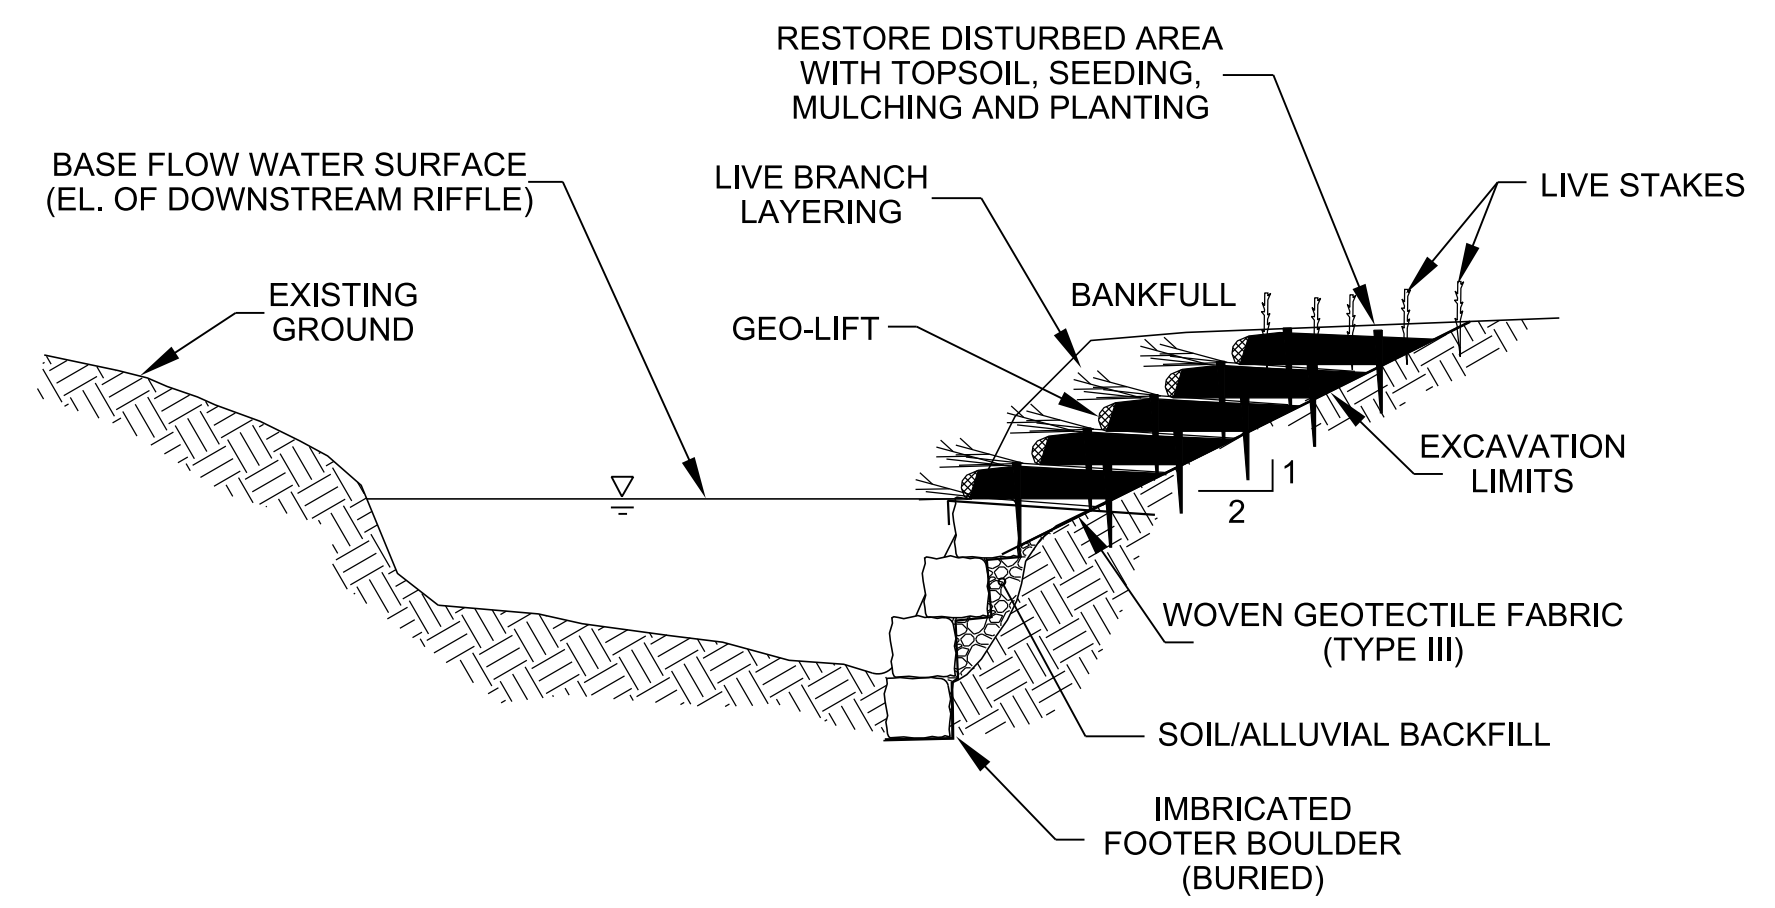 RESTORE DISTURBED AREA
WITH TOPSOIL, SEEDING,
MULCHING AND PLANTING
BASE FLOW WATER SURFACE
(EL. OF DOWNSTREAM RIFFLE)
LIVE BRANCH
LAYERING
LIVE STAKES
EXISTING
GROUND
BANKFULL
GEO-LIFT
EXCAVATION
LIMITS
1
2
WOVEN GEOTECTILE FABRIC
(TYPE III)
SOIL/ALLUVIAL BACKFILL
IMBRICATED
FOOTER BOULDER
(BURIED)